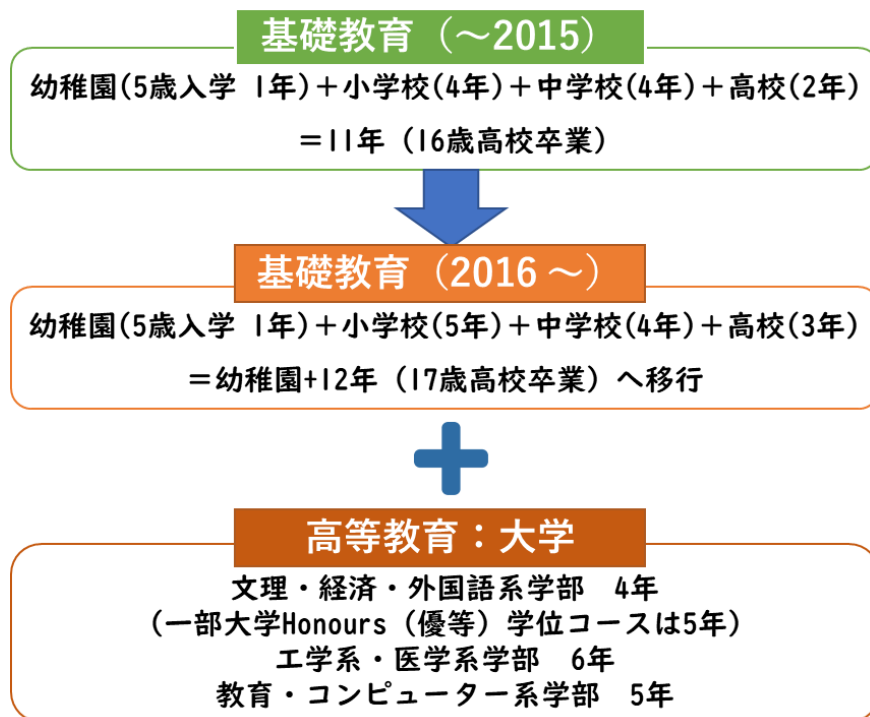 基礎教育（～2015）
幼稚園(5歳入学 1年)＋小学校(4年)＋中学校(4年)＋高校(2年)
＝11年（16歳高校卒業）
基礎教育（2016～）
幼稚園(5歳入学 1年)＋小学校(5年)＋中学校(4年)＋高校(3年)
＝幼稚園+12年（17歳高校卒業）へ移行
高等教育：大学
文理・経済・外国語系学部　4年
（一部大学Honours（優等）学位コースは5年）
工学系・医学系学部　6年
教育・コンピューター系学部　5年